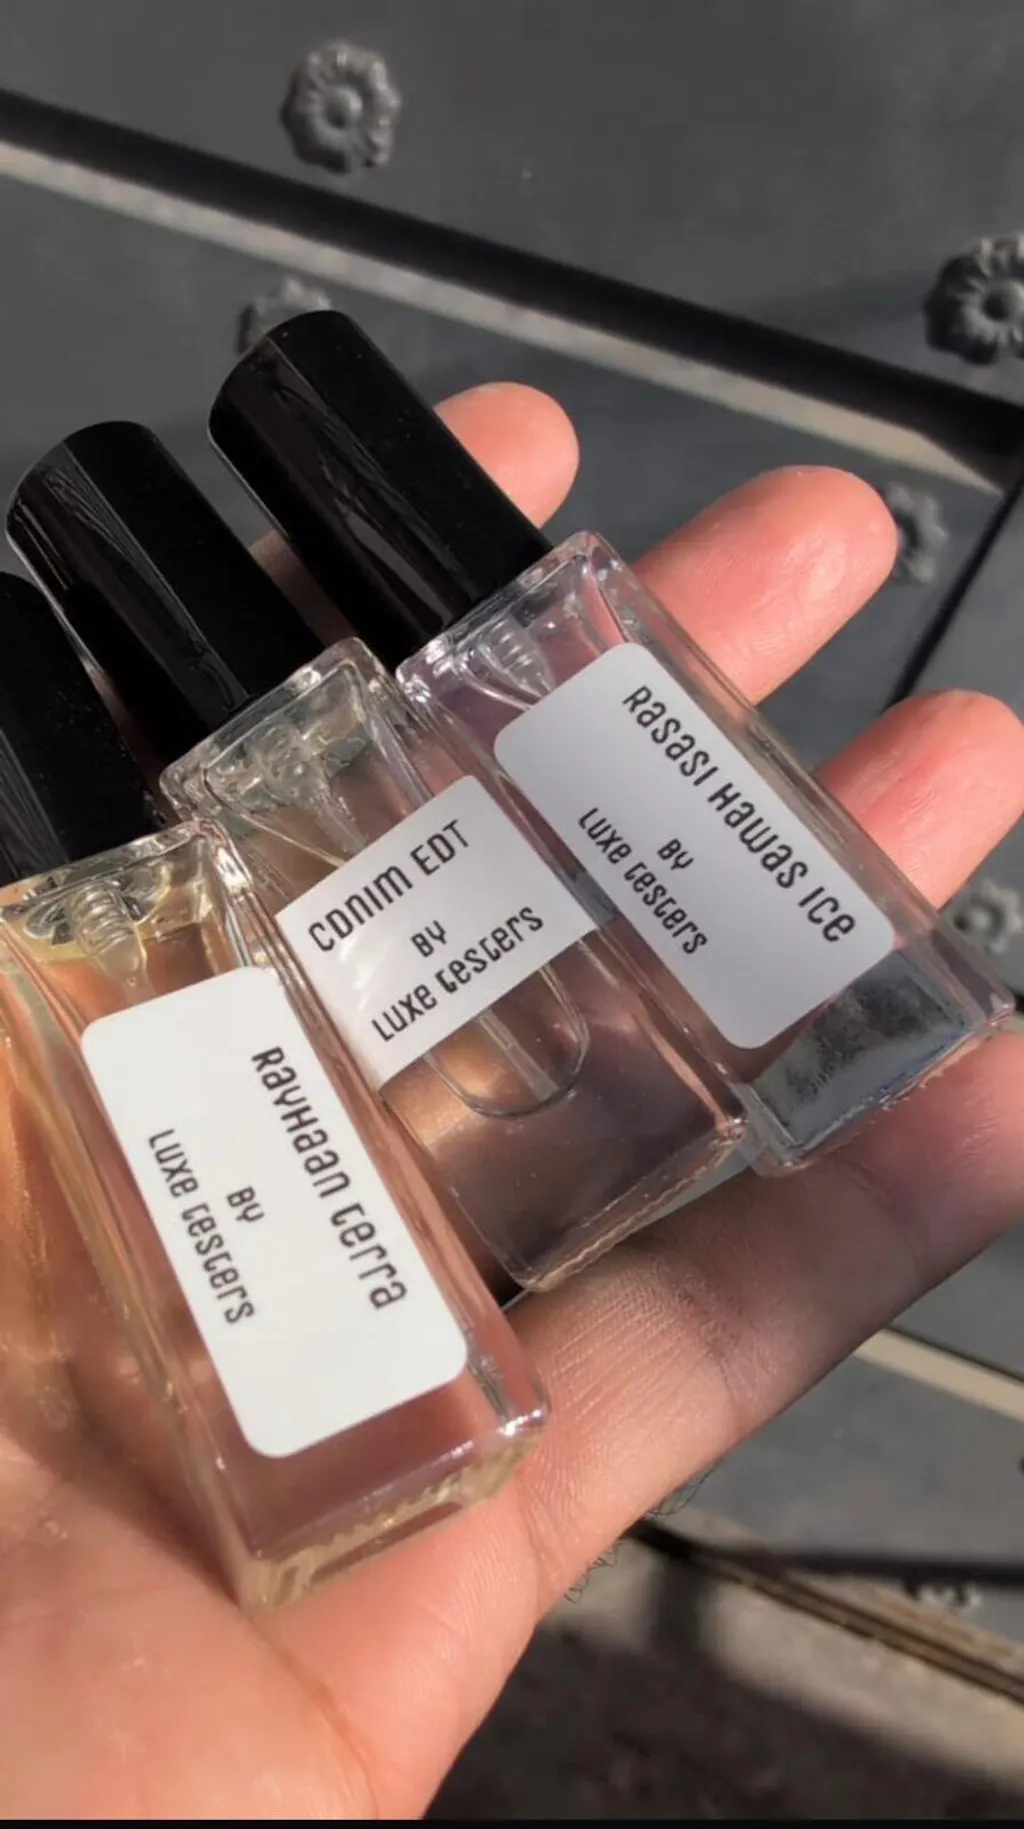 Rasasi Hawas Ice
BY
Luxe Testers
CDNIM EDT
BY
Luxe Testers
Rayhaan Terra
BY
Luxe Testers